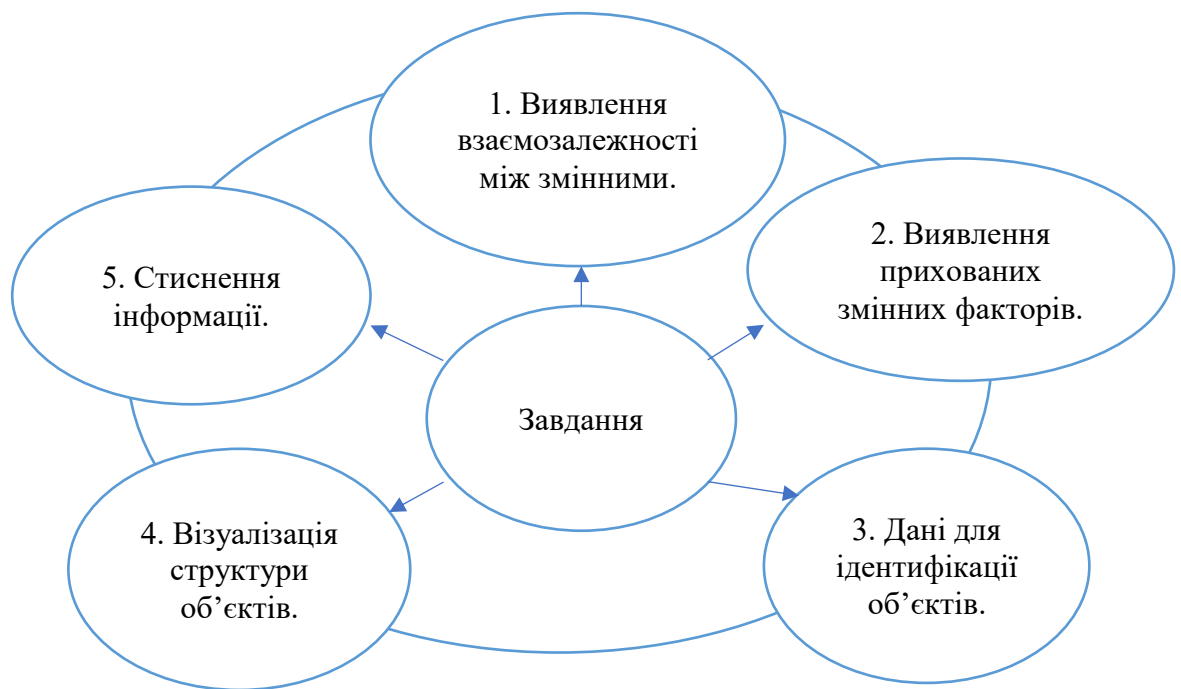 1. Виявлення
взаємозалежності
між змінними.
2. Виявлення
прихованих
змінних факторів.
5. Стиснення
інформації.
Завдання
4. Візуалізація
структури
об’єктів.
3. Дані для
ідентифікації
об’єктів.